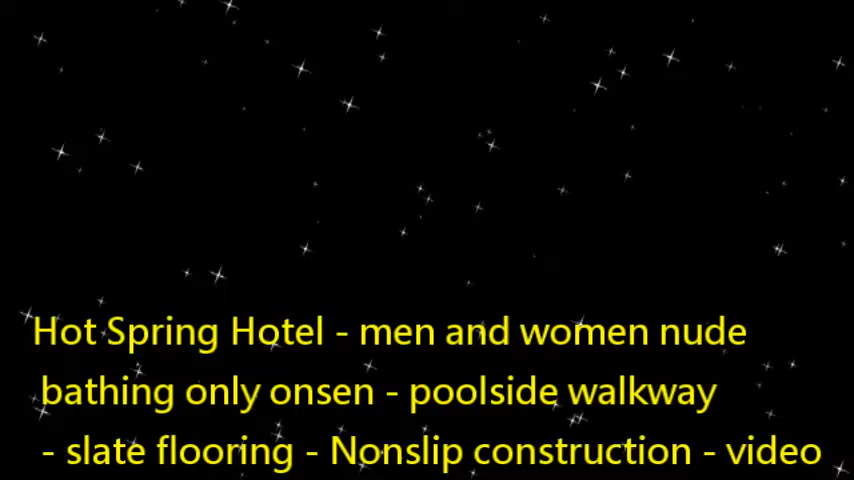 Hot Spring Hotel - men and women nude
bathing only onsen - poolside walkway
- slate flooring - Nonslip construction - video